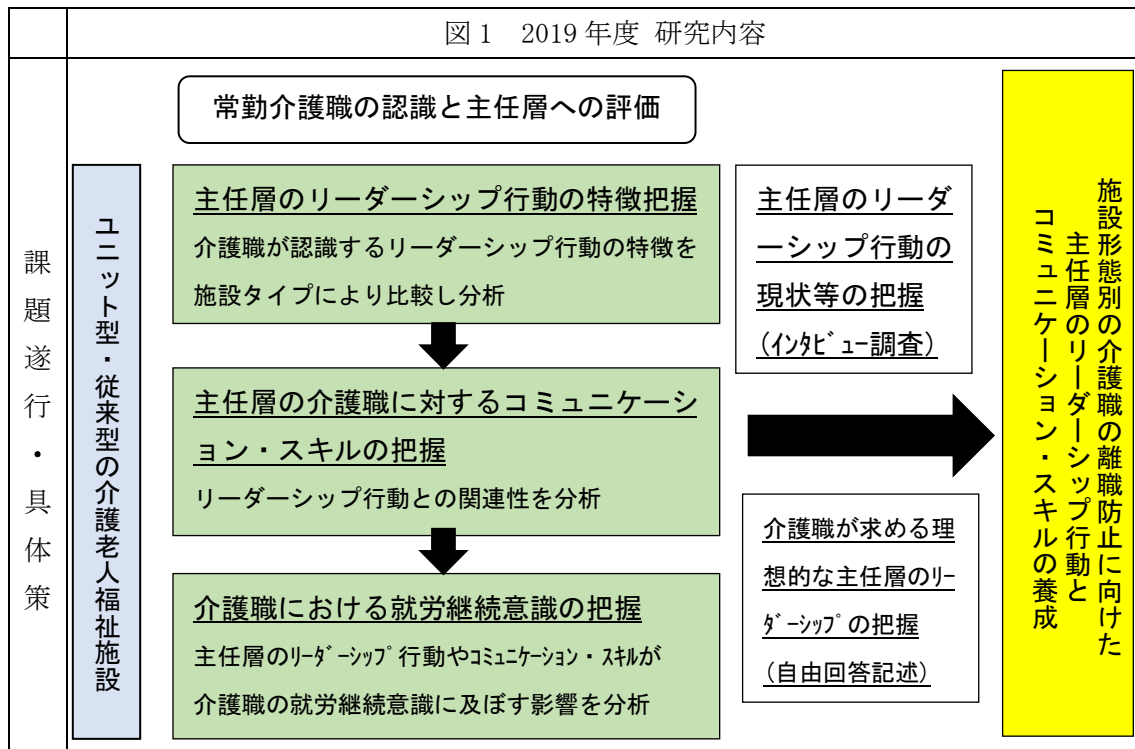 図1 2019年度 研究内容
課題遂行・具体策
常勤介護職の認識と主任層への評価
ユニット型・従来型の介護老人福祉施設
主任層のリーダーシップ行動の特徴把握
介護職が認識するリーダーシップ行動の特徴を
施設タイプにより比較し分析
主任層の介護職に対するコミュニケーシ
ョン・スキルの把握
リーダーシップ行動との関連性を分析
介護職における就労継続意識の把握
主任層のﾘｰﾀﾞｰｼｯﾌﾟ行動やｺﾐｭﾆｹｰｼｮﾝ・ｽｷﾙが
介護職の就労継続意識に及ぼす影響を分析
主任層のリーダ
ーシップ行動の
現状等の把握
(ｲﾝﾀﾋﾞｭｰ調査)
介護職が求める理
想的な主任層のﾘｰ
ﾀﾞｰｼｯﾌﾟの把握
(自由回答記述)
施設形態別の介護職の離職防止に向けた
主任層のリーダーシップ行動と
コミュニケーション・スキルの養成